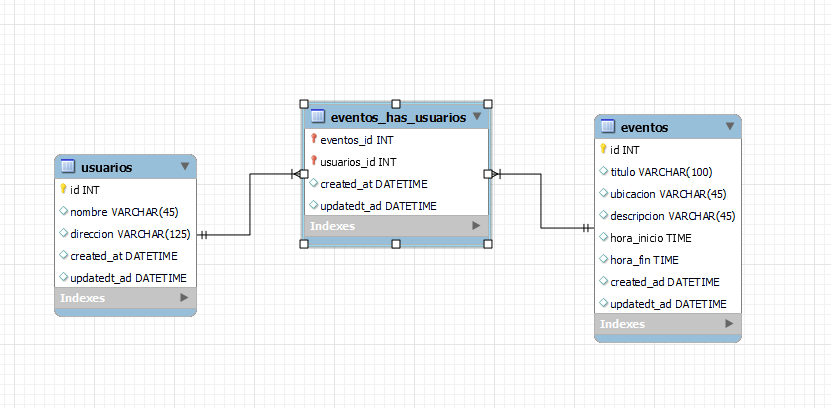 usuarios
id INT
nombre VARCHAR(45)
direccion VARCHAR(125)
created_at DATETIME
updatedt_ad DATETIME
Indexes
eventos_has_usuarios
eventos_id INT
usuarios_id INT
created_at DATETIME
updatedt_ad DATETIME
Indexes
eventos
id INT
titulo VARCHAR(100)
ubicacion VARCHAR(45)
descripcion VARCHAR(45)
hora_inicio TIME
hora_fin TIME
created_ad DATETIME
updatedt_ad DATETIME
Indexes